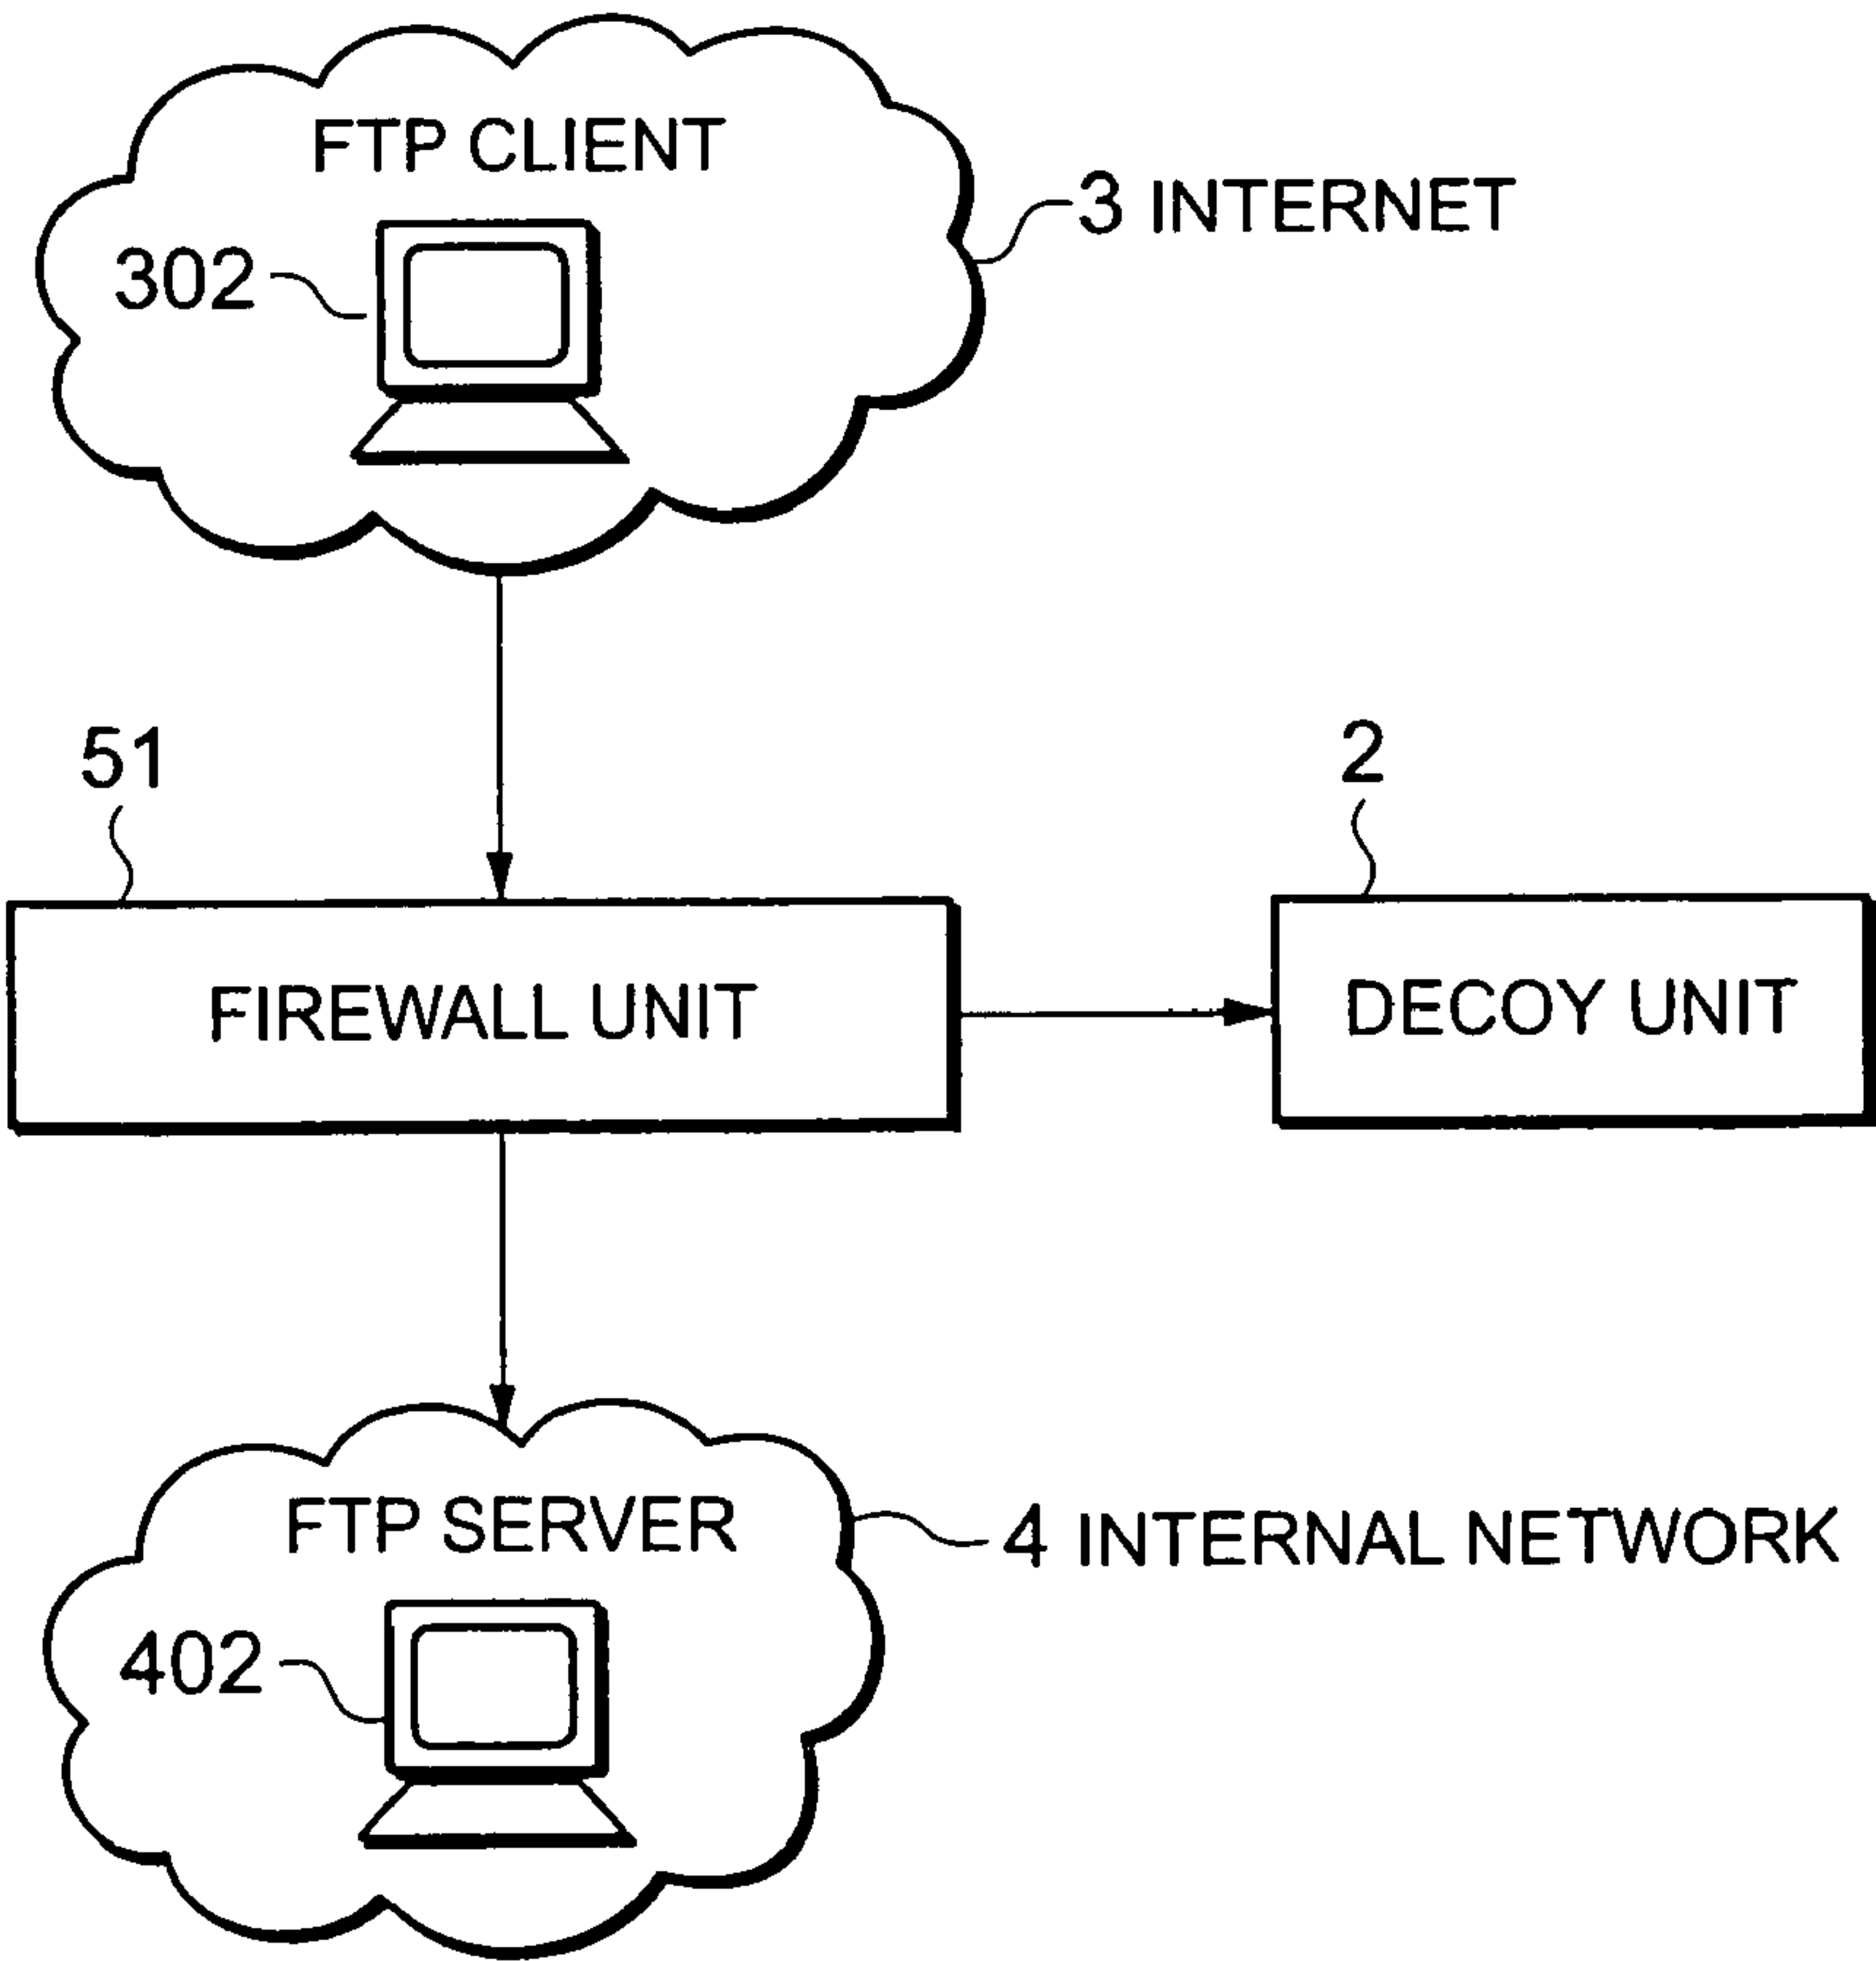 FTP CLIENT
3 INTERNET
302
51
2
FIREWALL UNIT
DECOY UNIT
FTP SERVER
4 INTERNAL NETWORK
402